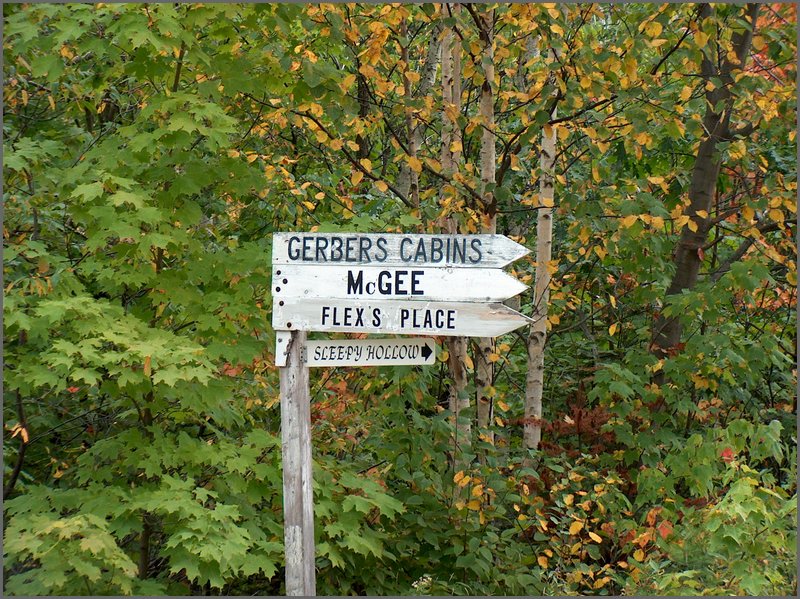 GERBERS CABINS
McGEE
FLEX'S PLACE
SLEEPY HOLLOW